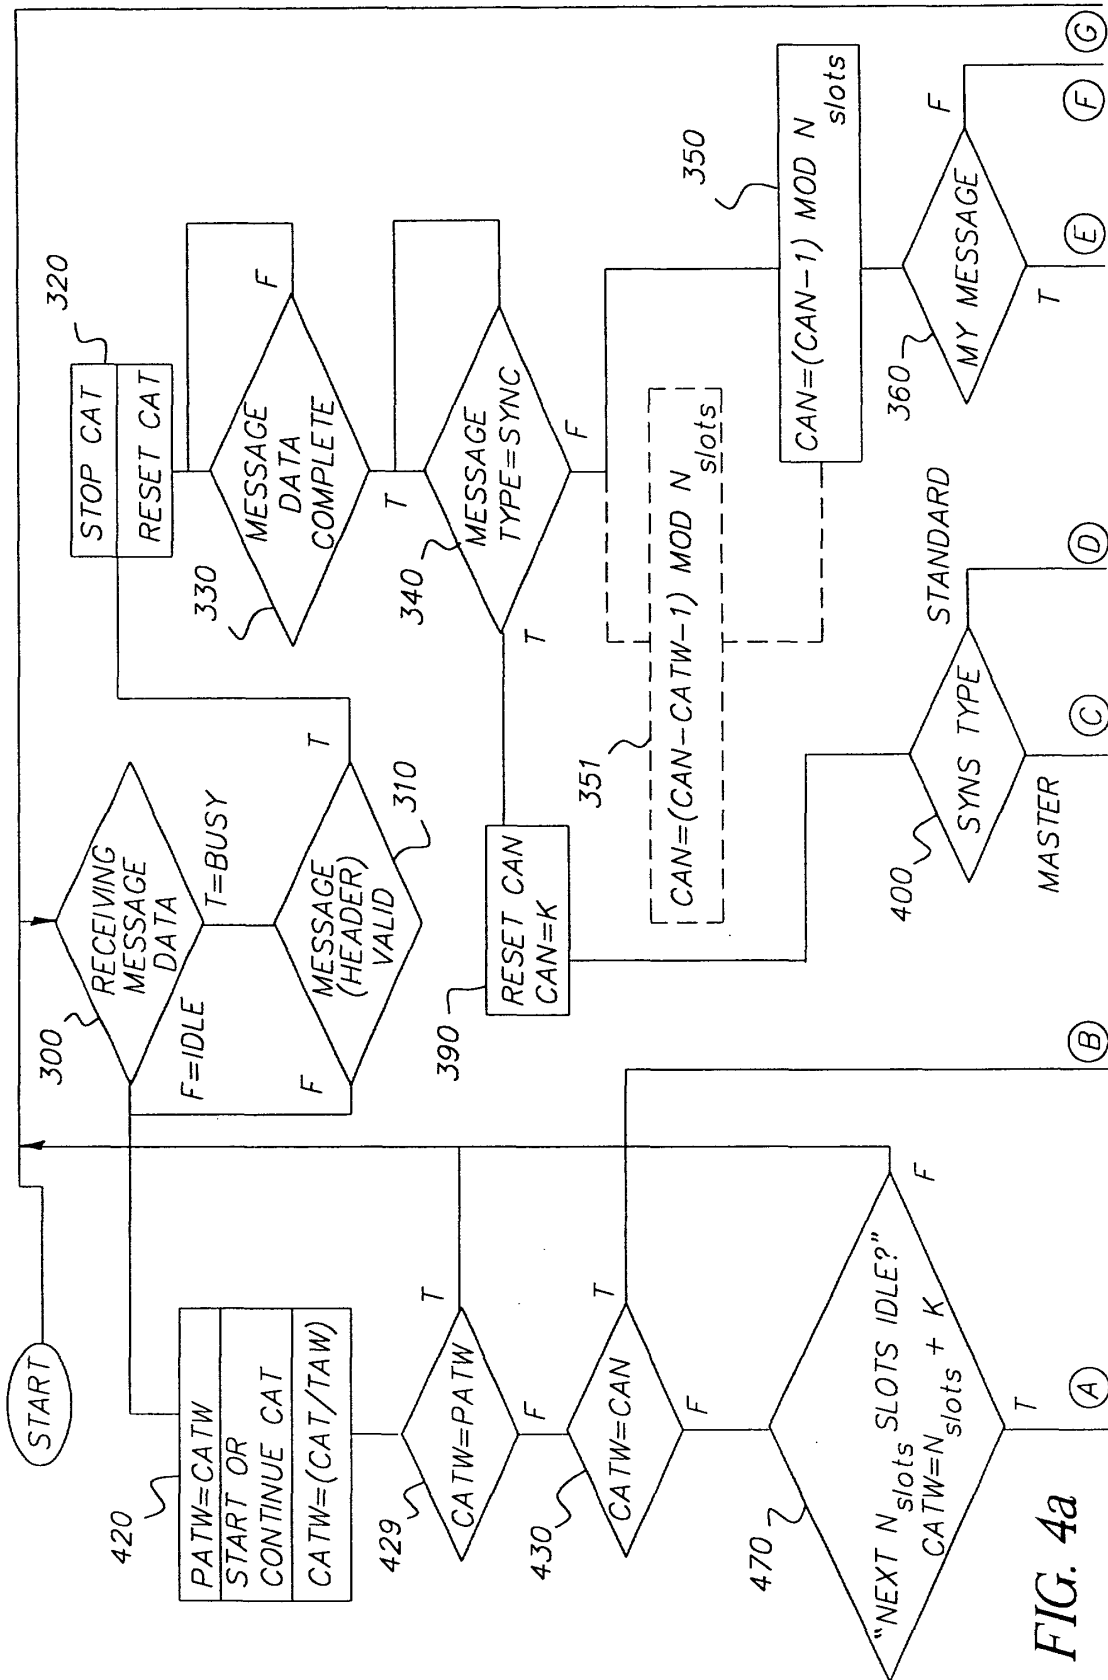 START
300
RECEIVING
MESSAGE
DATA
F=IDLE
T=BUSY
MESSAGE
(HEADER)
VALID
310
F
T
320
STOP CAT
RESET CAT
330
MESSAGE
DATA
COMPLETE
F
T
340
MESSAGE
TYPE=SYNC
T
F
390
RESET CAN
CAN=K
351
CAN=(CAN-CATW-1) MOD N slots
350
CAN=(CAN-1) MOD N slots
360
MY MESSAGE
F
T
400
SYNS TYPE
STANDARD
MASTER
420
PATW=CATW
START OR
CONTINUE CAT
CATW=(CAT/TAW)
429
CATW=PATW
T
F
430
CATW=CAN
T
F
470
"NEXT N slots SLOTS IDLE?"
CATW=N slots + K
F
T
A
B
C
D
E
F
G
FIG. 4a